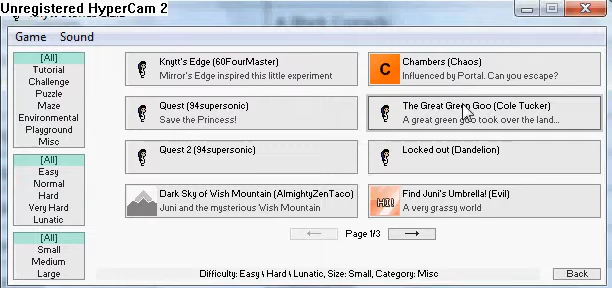 Unregistered HyperCam 2
Game Sound
[All]
Tutorial
Challenge
Puzzle
Maze
Environmental
Playground
Misc
[All]
Easy
Normal
Hard
Very Hard
Lunatic
[All]
Small
Medium
Large
Knytt's Edge (60FourMaster)
Mirror's Edge inspired this little experiment
C
Chambers (Chaos)
Influenced by Portal. Can you escape?
Quest (94supersonic)
Save the Princess!
The Great Green Goo (Cole Tucker)
A great green goo took over the land...
Quest 2 (94supersonic)
Locked out (Dandelion)
Dark Sky of Wish Mountain (AlmightyZenTaco)
Juni and the mysterious Wish Mountain
HI!
Find Juni's Umbrella! (Evil)
A very grassy world
Page 1/3
Difficulty: Easy \ Hard \ Lunatic, Size: Small, Category: Misc
Back